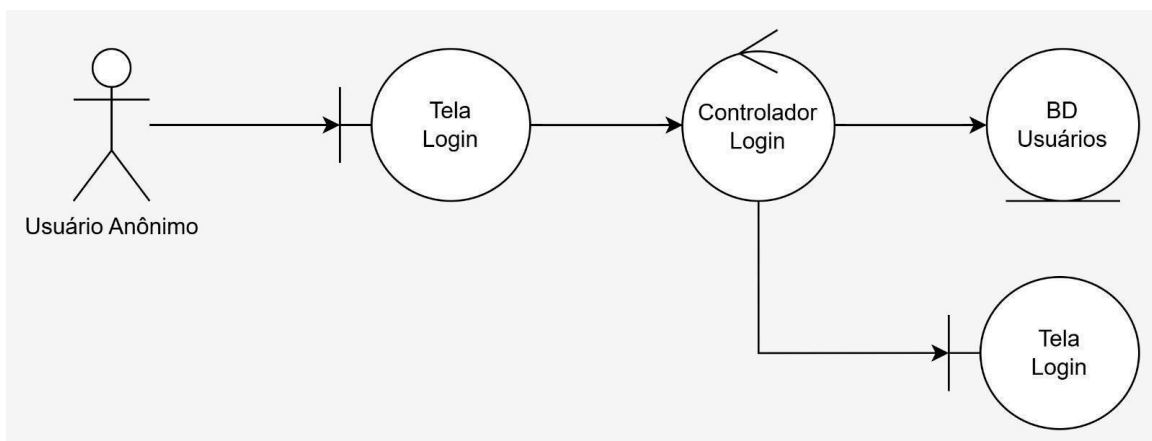 Tela
Login
Controlador
Login
BD
Usuários
Usuário Anônimo
Tela
Login